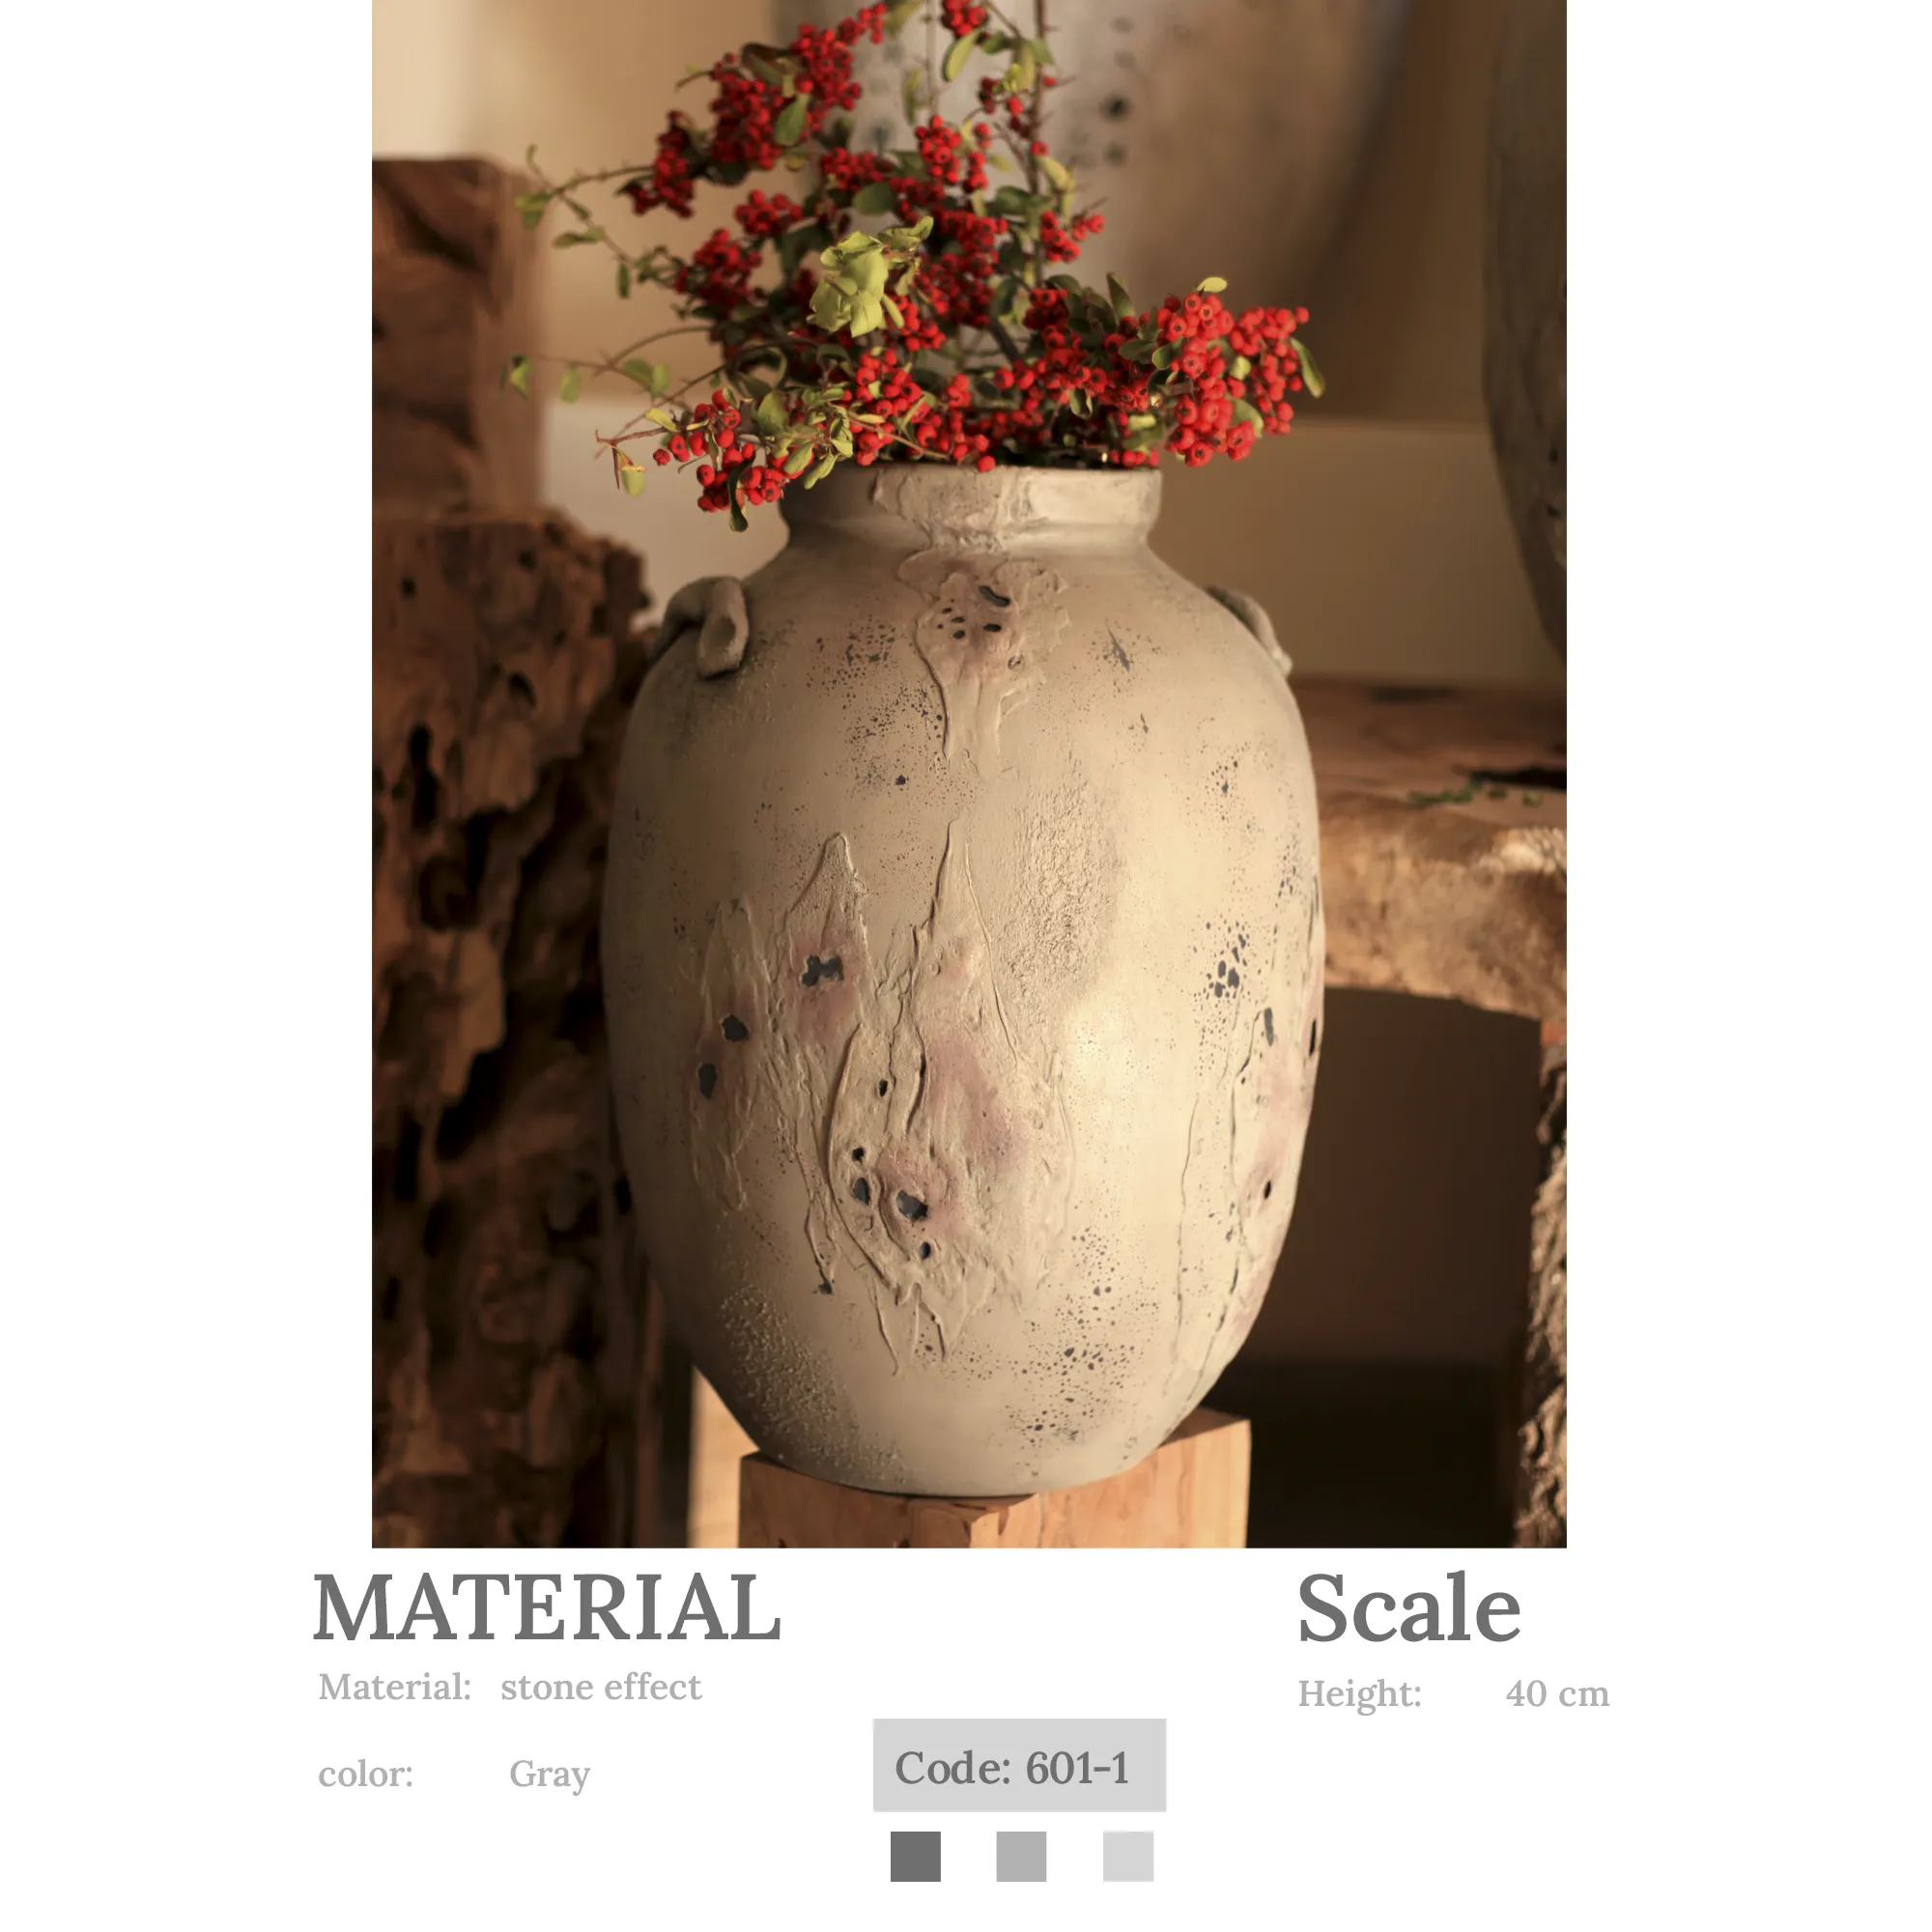 MATERIAL
Material: stone effect
color: Gray
Code: 601-1
Scale
Height: 40 cm